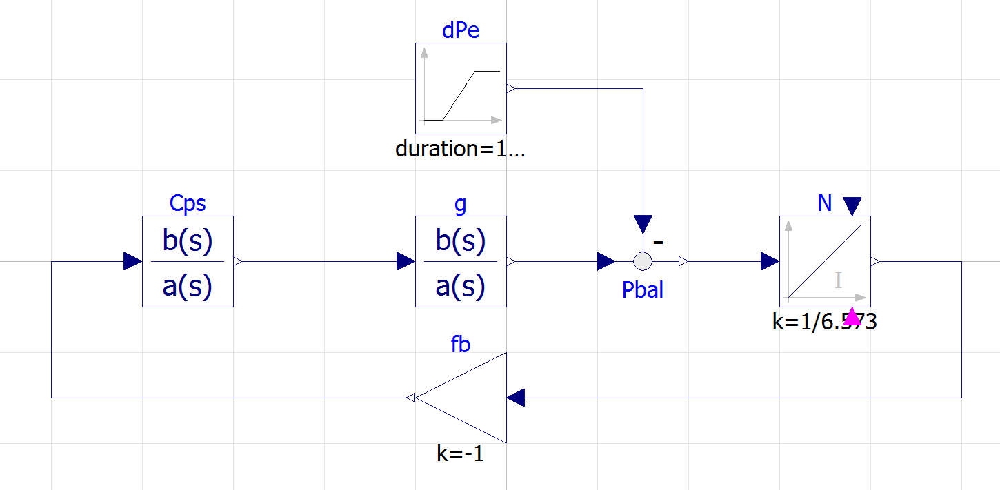 dPe
duration=1...
Cps
b(s)
a(s)
g
b(s)
a(s)
-
Pbal
N
I
k=1/6.573
fb
k=-1